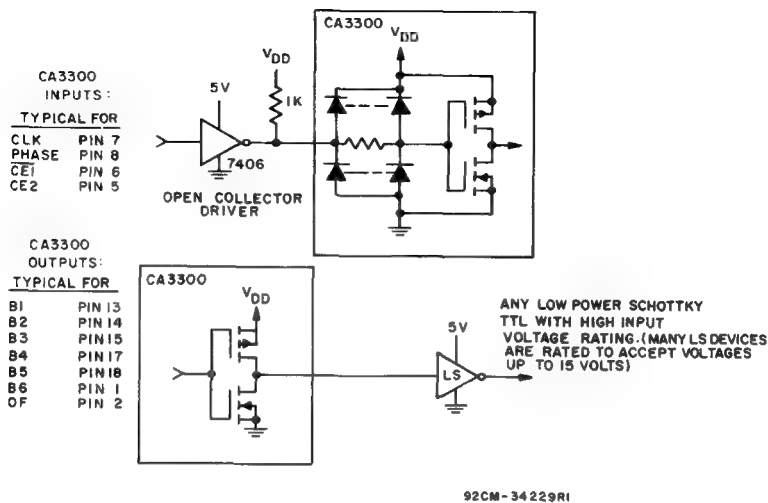 CA3300
INPUTS:
TYPICAL FOR
CLK PIN 7
PHASE PIN 8
CE1 PIN 6
CE2 PIN 5
5V
7406
OPEN COLLECTOR
DRIVER
VDD
1K
CA3300
VDD
CA3300
OUTPUTS:
TYPICAL FOR
B1 PIN 13
B2 PIN 14
B3 PIN 15
B4 PIN 17
B5 PIN 18
B6 PIN 1
OF PIN 2
CA3300
VDD
5V
LS
ANY LOW POWER SCHOTTKY
TTL WITH HIGH INPUT
VOLTAGE RATING.(MANY LS DEVICES
ARE RATED TO ACCEPT VOLTAGES
UP TO 15 VOLTS)
92CM-34229R1